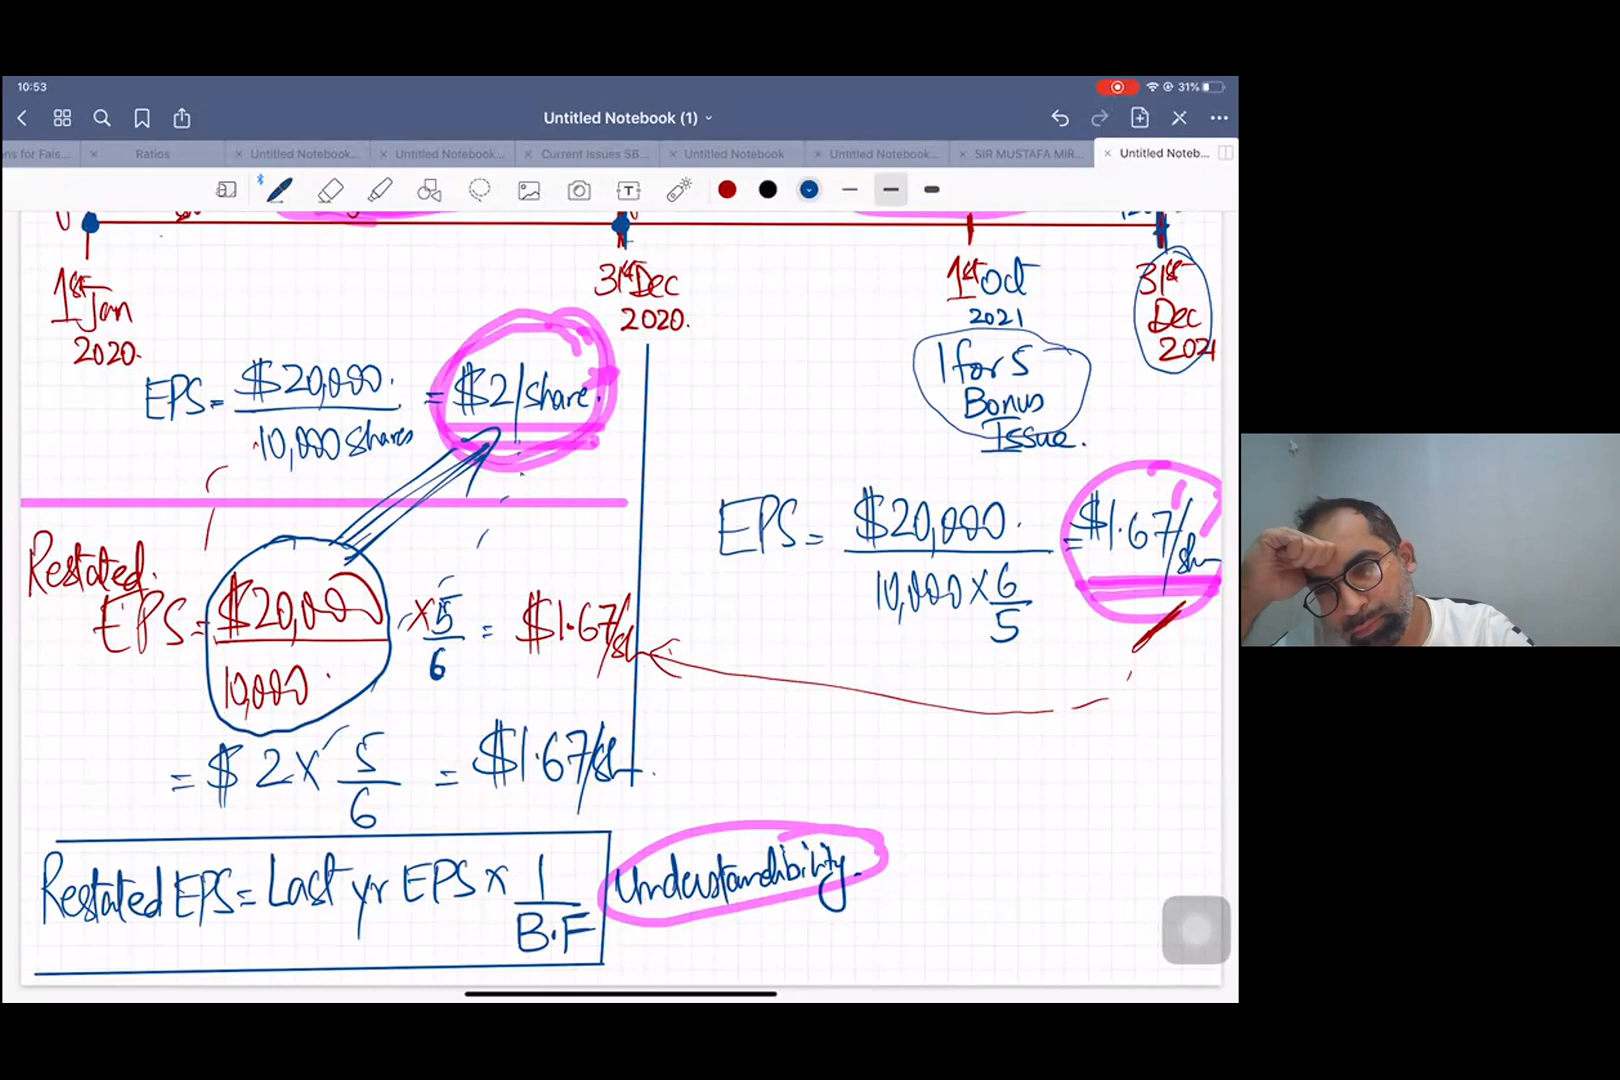 10:53
31%
Untitled Notebook (1)
ns for Fais...
Ratios
Untitled Notebook...
Untitled Notebook...
Current Issues SB...
Untitled Notebook
Untitled Notebook...
SIR MUSTAFA MIR...
Untitled Noteb...
1st Jan 2020.
31st Dec 2020.
1st Oct 2021
31st Dec 2021
1 for 5 Bonus Issue.
EPS = $20,000. / 10,000 shares = $2/share.
Restated.
EPS = $20,000 / 10,000 × 5/6 = $1.67/sh
= $2 × 5/6 = $1.67/sh.
EPS = $20,000. / 10,000 × 6/5 = $1.67/sh
Restated EPS = Last yr EPS × 1/B.F
Understandibility.